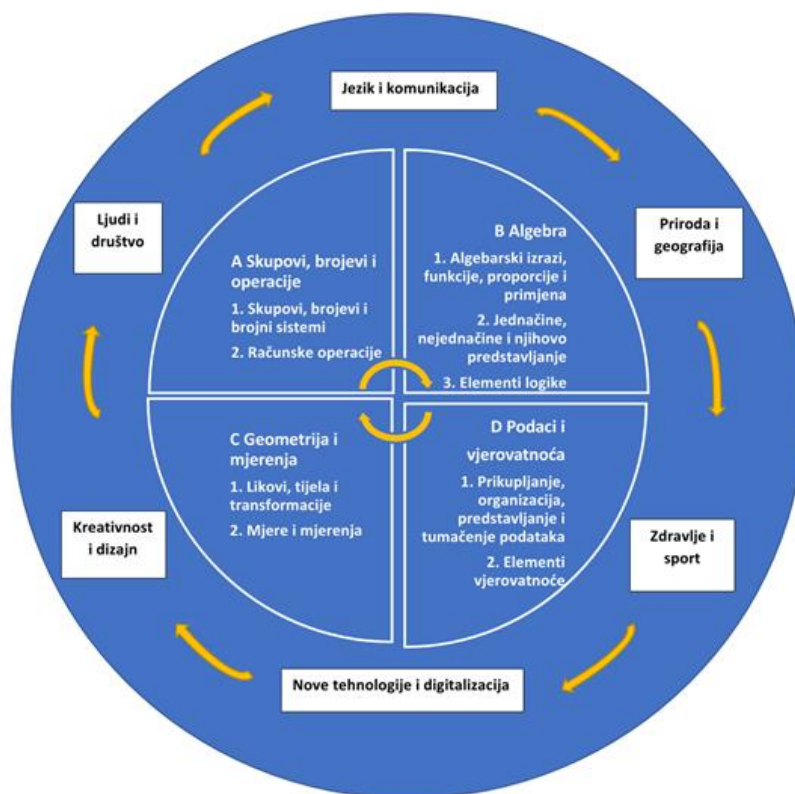 Jezik i komunikacija
Ljudi i
društvo
Priroda i
geografija
A Skupovi, brojevi i
operacije
1. Skupovi, brojevi i
brojni sistemi
2. Računske operacije
B Algebra
1. Algebarski izrazi,
funkcije, proporcije i
primjena
2. Jednačine,
nejednačine i njihovo
predstavljanje
3. Elementi logike
C Geometrija i
mjerenja
1. Likovi, tijela i
transformacije
2. Mjere i mjerenja
D Podaci i
vjerovatnoća
1. Prikupljanje,
organizacija,
predstavljanje i
tumačenje podataka
2. Elementi
vjerovatnoće
Kreativnost
i dizajn
Zdravlje i
sport
Nove tehnologije i digitalizacija